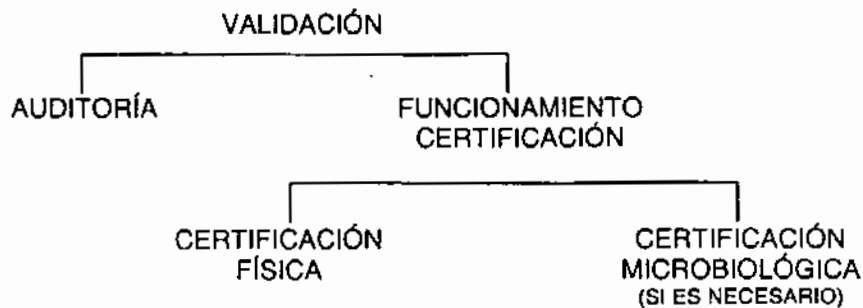 VALIDACIÓN
AUDITORÍA
FUNCIONAMIENTO
CERTIFICACIÓN
CERTIFICACIÓN
FÍSICA
CERTIFICACIÓN
MICROBIOLÓGICA
(SI ES NECESARIO)